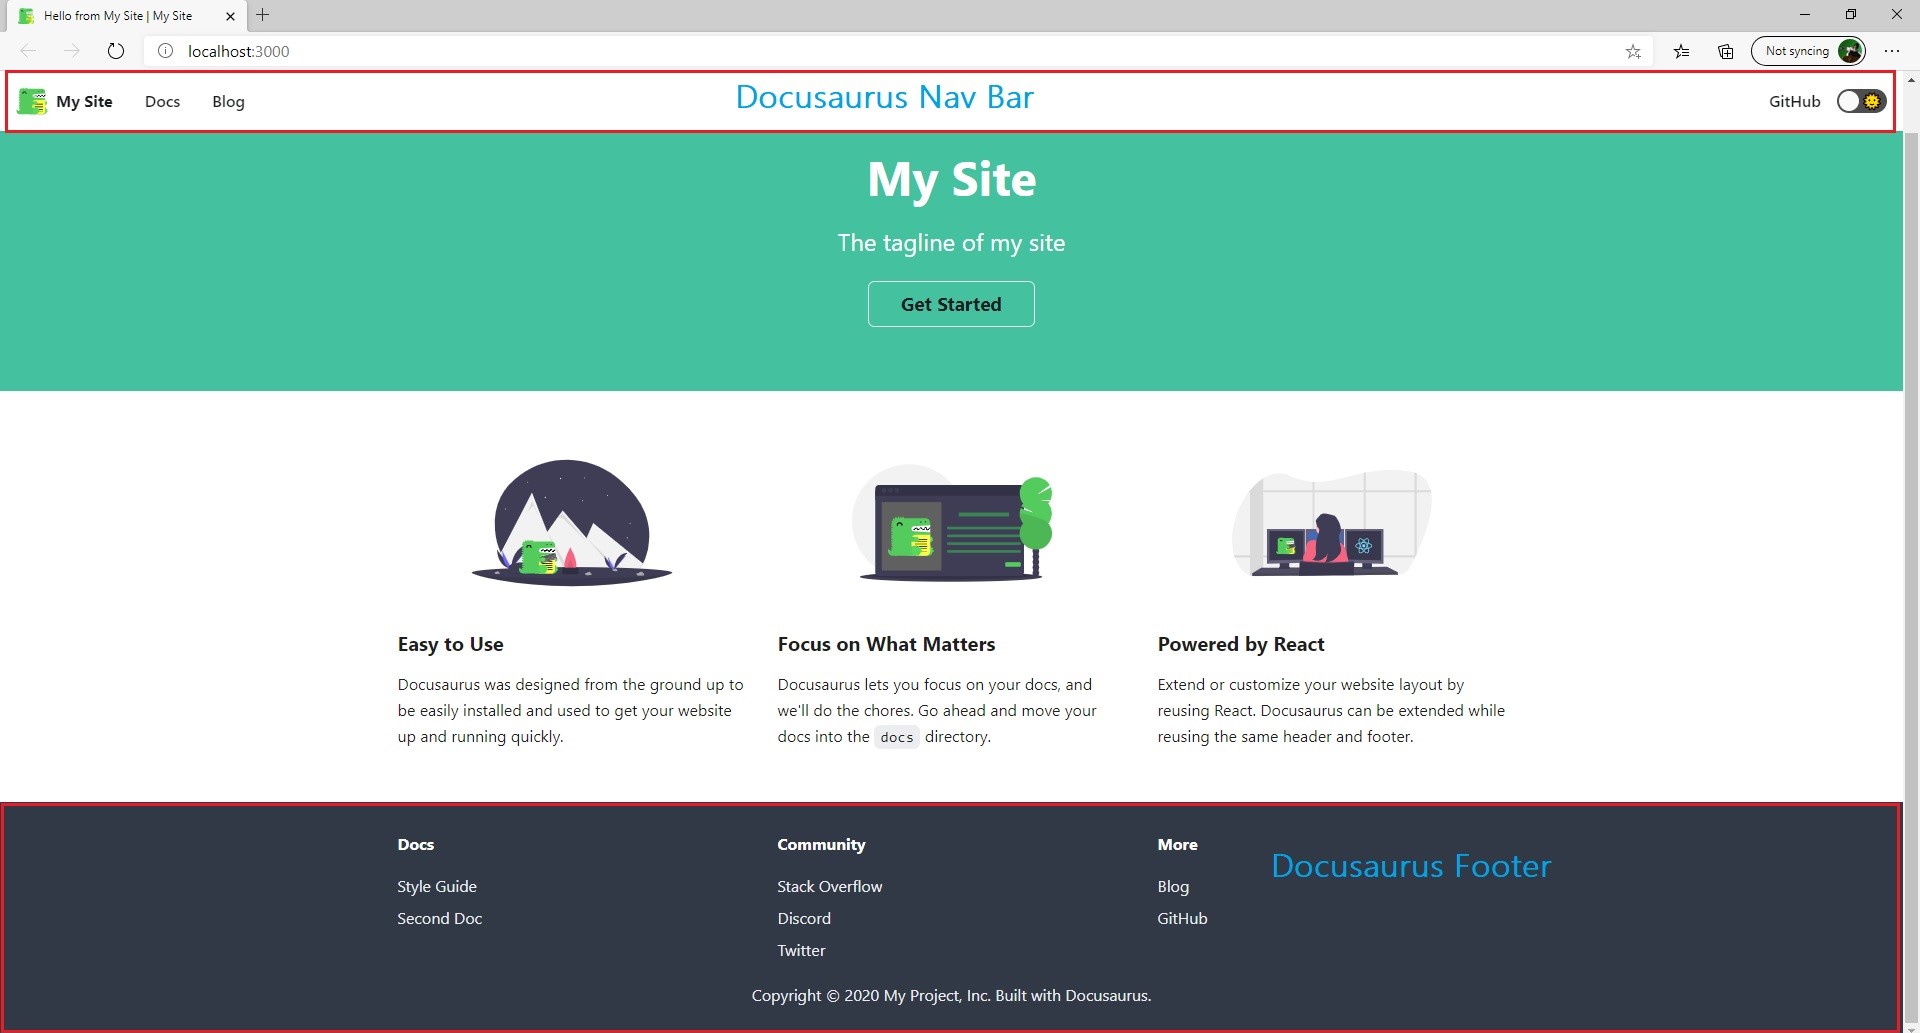 Hello from My Site | My Site
localhost:3000
Not syncing
My Site
Docs
Blog
Docusaurus Nav Bar
GitHub
My Site
The tagline of my site
Get Started
Easy to Use
Docusaurus was designed from the ground up to
be easily installed and used to get your website
up and running quickly.
Focus on What Matters
Docusaurus lets you focus on your docs, and
we'll do the chores. Go ahead and move your
docs into the docs directory.
Powered by React
Extend or customize your website layout by
reusing React. Docusaurus can be extended while
reusing the same header and footer.
Docs
Style Guide
Second Doc
Community
Stack Overflow
Discord
Twitter
More
Blog
GitHub
Docusaurus Footer
Copyright © 2020 My Project, Inc. Built with Docusaurus.